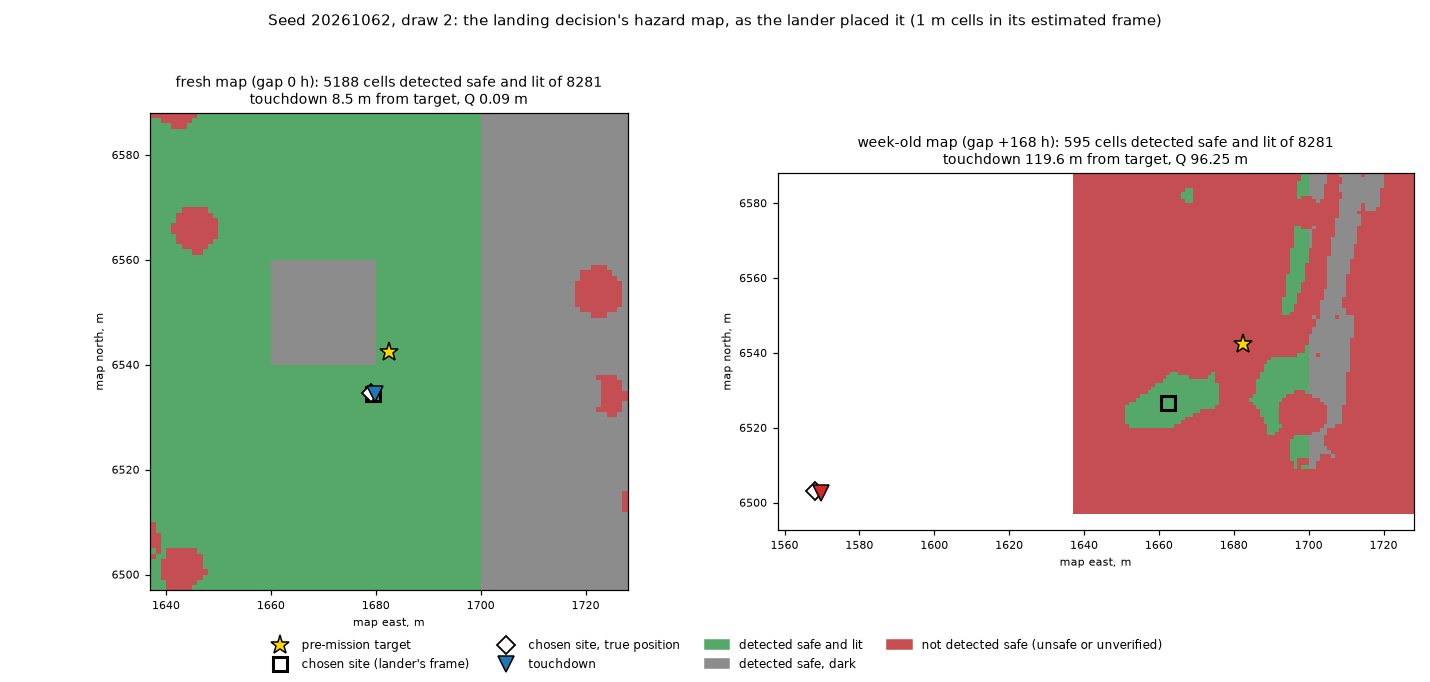 Seed 20261062, draw 2: the landing decision's hazard map, as the lander placed it (1 m cells in its estimated frame)
fresh map (gap 0 h): 5188 cells detected safe and lit of 8281
touchdown 8.5 m from target, Q 0.09 m
6580
6560
6540
6520
6500
map north, m
1640
1660
1680
1700
1720
map east, m
week-old map (gap +168 h): 595 cells detected safe and lit of 8281
touchdown 119.6 m from target, Q 96.25 m
6580
6560
6540
6520
6500
map north, m
1560
1580
1600
1620
1640
1660
1680
1700
1720
map east, m
pre-mission target
chosen site (lander's frame)
chosen site, true position
touchdown
detected safe and lit
detected safe, dark
not detected safe (unsafe or unverified)